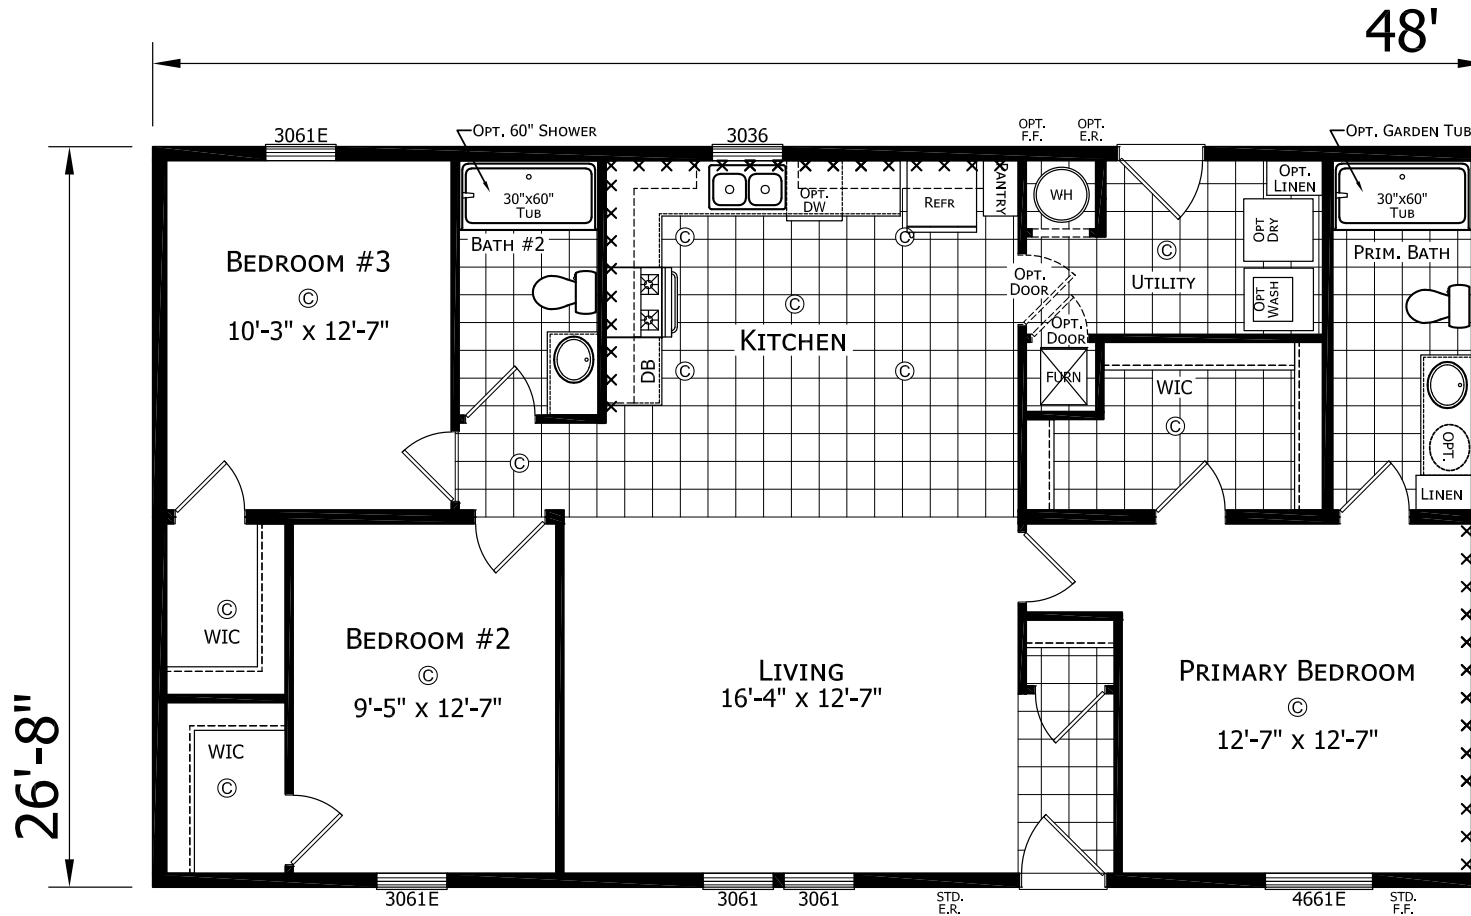 48'
3061E
OPT. 60" SHOWER
3036
OPT.
F.F.
OPT.
E.R.
OPT. GARDEN TUB
30"x60"
TUB
BATH #2
OPT.
DW
REFR
PANTRY
WH
OPT.
LINEN
OPT
DRY
OPT
WASH
UTILITY
30"x60"
TUB
PRIM. BATH
BEDROOM #3
©
10'-3" x 12'-7"
©
©
©
©
OPT.
DOOR
OPT.
DOOR
KITCHEN
DB
©
©
FURN
WIC
©
OPT.
LINEN
©
26'-8"
©
WIC
BEDROOM #2
©
9'-5" x 12'-7"
LIVING
16'-4" x 12'-7"
PRIMARY BEDROOM
©
12'-7" x 12'-7"
WIC
©
3061E
3061
3061
STD.
E.R.
4661E
STD.
F.F.